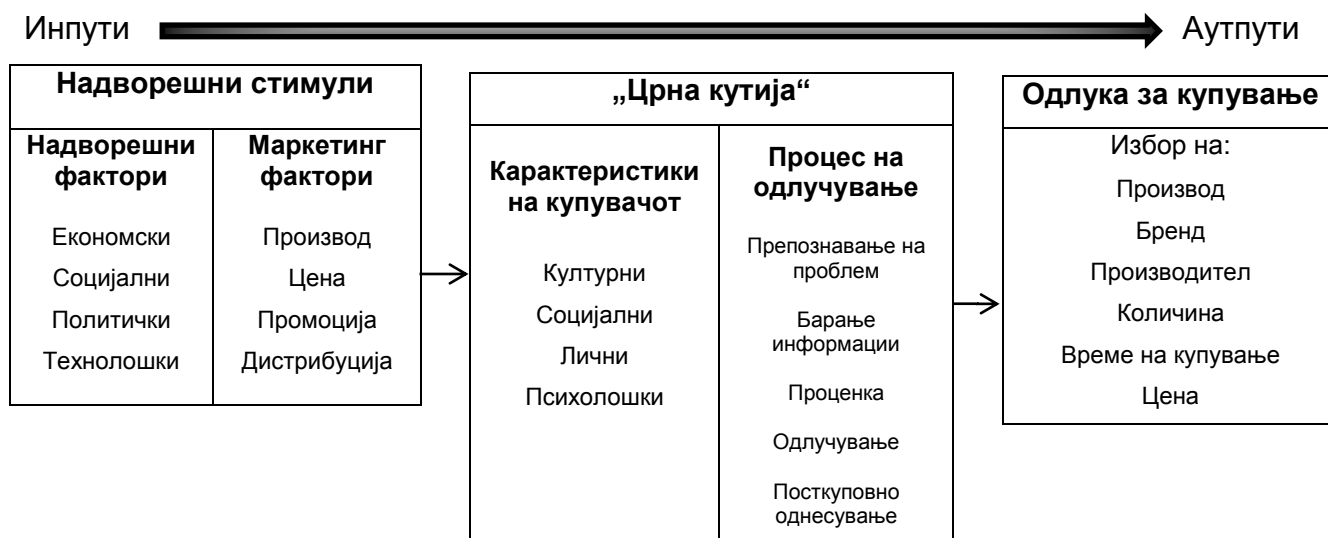 Инпути
Аутпути
Надворешни стимули
Надворешни
фактори
Економски
Социјални
Политички
Технолошки
Маркетинг
фактори
Производ
Цена
Промоција
Дистрибуција
„Црна кутија“
Карактеристики
на купувачот
Културни
Социјални
Лични
Психолошки
Процес на
одлучување
Препознавање на
проблем
Барање
информации
Проценка
Одлучување
Посткуповно
однесување
Одлука за купување
Избор на:
Производ
Бренд
Производител
Количина
Време на купување
Цена